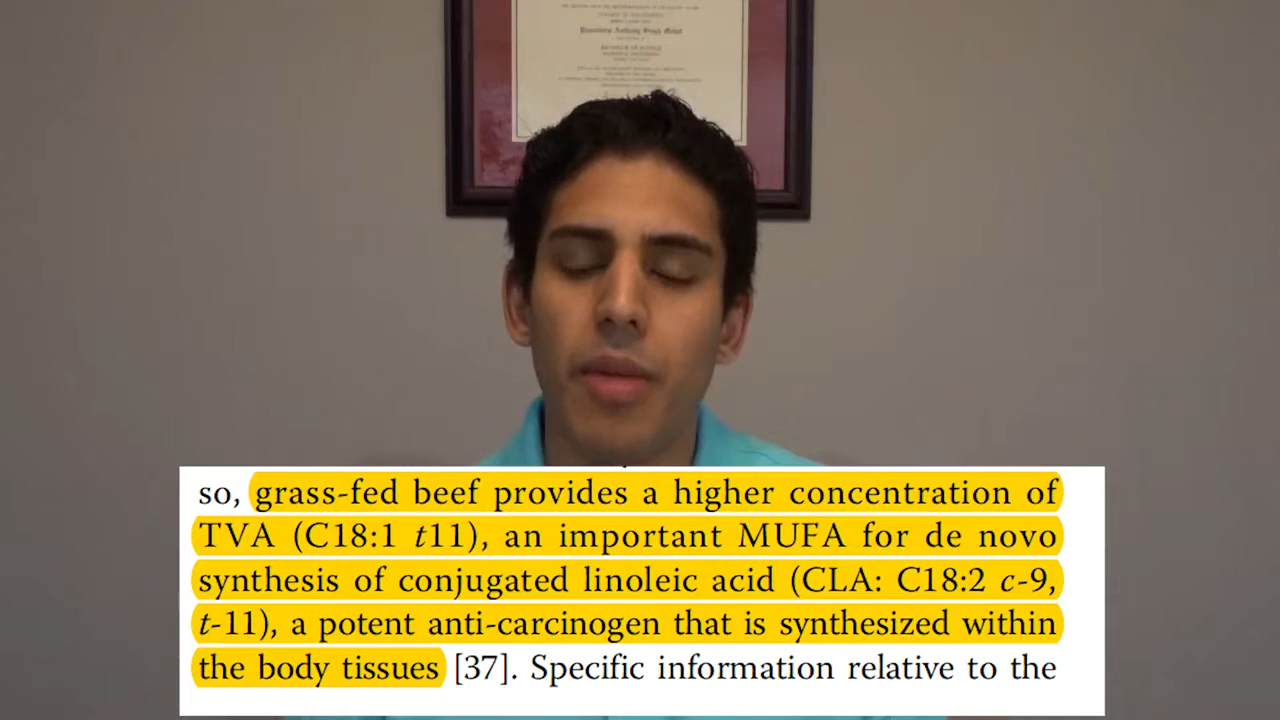 so, grass-fed beef provides a higher concentration of
TVA (C18:1 t11), an important MUFA for de novo
synthesis of conjugated linoleic acid (CLA: C18:2 c-9,
t-11), a potent anti-carcinogen that is synthesized within
the body tissues [37]. Specific information relative to the